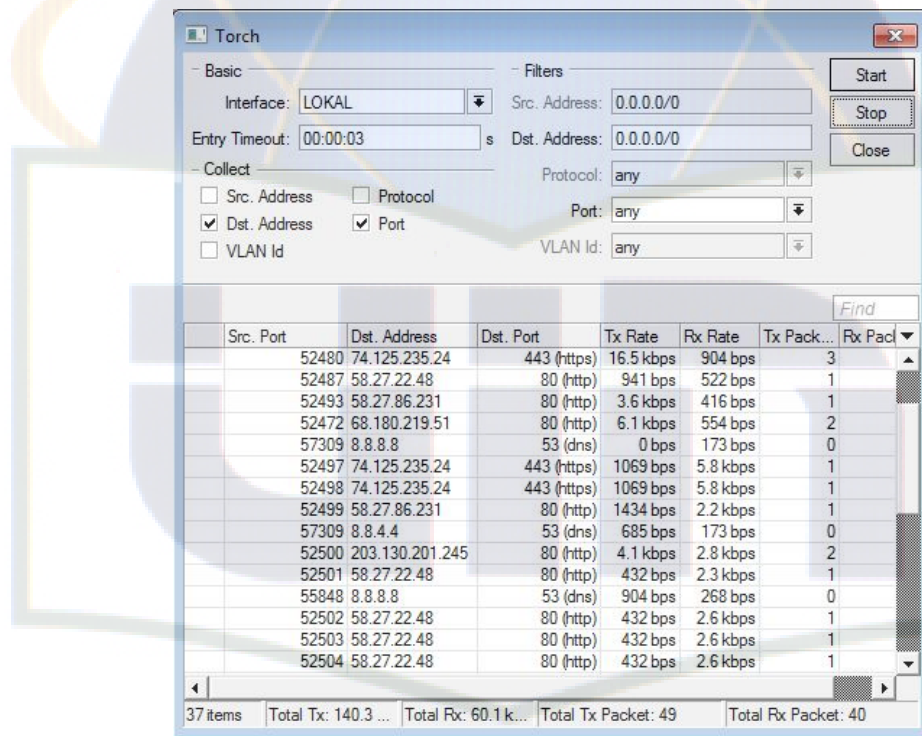 Torch
Basic
Interface: LOKAL
Entry Timeout: 00:00:03 s
Collect
Src. Address Protocol
Dst. Address Port
VLAN Id
Filters
Src. Address: 0.0.0.0/0
Dst. Address: 0.0.0.0/0
Protocol: any
Port: any
VLAN Id: any
Start
Stop
Close
Find
Src. Port Dst. Address Dst. Port Tx Rate Rx Rate Tx Pack... Rx Pac
52480 74.125.235.24 443 (https) 16.5 kbps 904 bps 3
52487 58.27.22.48 80 (http) 941 bps 522 bps 1
52493 58.27.86.231 80 (http) 3.6 kbps 416 bps 1
52472 68.180.219.51 80 (http) 6.1 kbps 554 bps 2
57309 8.8.8.8 53 (dns) 0 bps 173 bps 0
52497 74.125.235.24 443 (https) 1069 bps 5.8 kbps 1
52498 74.125.235.24 443 (https) 1069 bps 5.8 kbps 1
52499 58.27.86.231 80 (http) 1434 bps 2.2 kbps 1
57309 8.8.4.4 53 (dns) 685 bps 173 bps 0
52500 203.130.201.245 80 (http) 4.1 kbps 2.8 kbps 2
52501 58.27.22.48 80 (http) 432 bps 2.3 kbps 1
55848 8.8.8.8 53 (dns) 904 bps 268 bps 0
52502 58.27.22.48 80 (http) 432 bps 2.6 kbps 1
52503 58.27.22.48 80 (http) 432 bps 2.6 kbps 1
52504 58.27.22.48 80 (http) 432 bps 2.6 kbps 1
37 items Total Tx: 140.3 ... Total Rx: 60.1 k... Total Tx Packet: 49 Total Rx Packet: 40